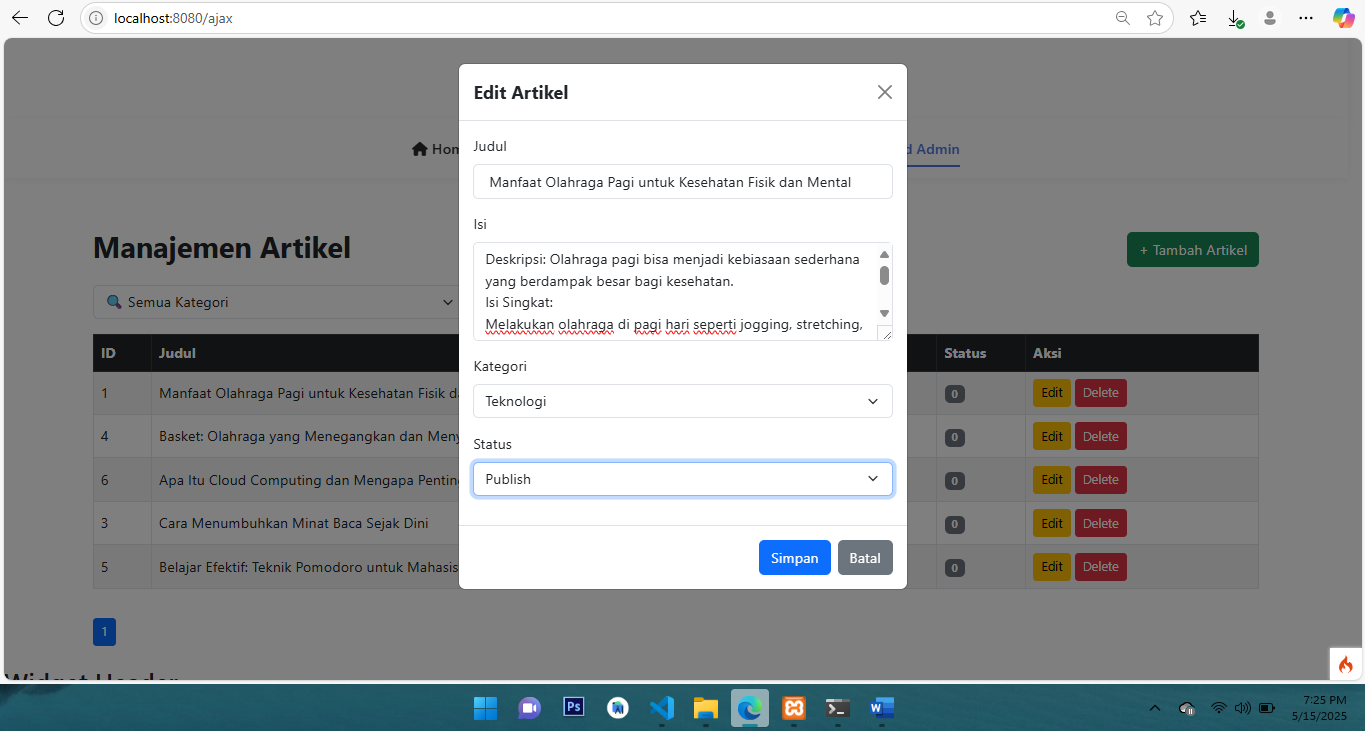 localhost:8080/ajax
Edit Artikel
Judul
Manfaat Olahraga Pagi untuk Kesehatan Fisik dan Mental
Isi
Deskripsi: Olahraga pagi bisa menjadi kebiasaan sederhana
yang berdampak besar bagi kesehatan.
Isi Singkat:
Melakukan olahraga di pagi hari seperti jogging, stretching,
Kategori
Teknologi
Status
Publish
Simpan Batal
Hom
d Admin
Manajemen Artikel
+ Tambah Artikel
Semua Kategori
ID Judul Status Aksi
1 Manfaat Olahraga Pagi untuk Kesehatan Fisik d 0 Edit Delete
4 Basket: Olahraga yang Menegangkan dan Meny 0 Edit Delete
6 Apa Itu Cloud Computing dan Mengapa Pentin 0 Edit Delete
3 Cara Menumbuhkan Minat Baca Sejak Dini 0 Edit Delete
5 Belajar Efektif: Teknik Pomodoro untuk Mahasis 0 Edit Delete
1
Widget Header
Ps
W
7:25 PM
5/15/2025